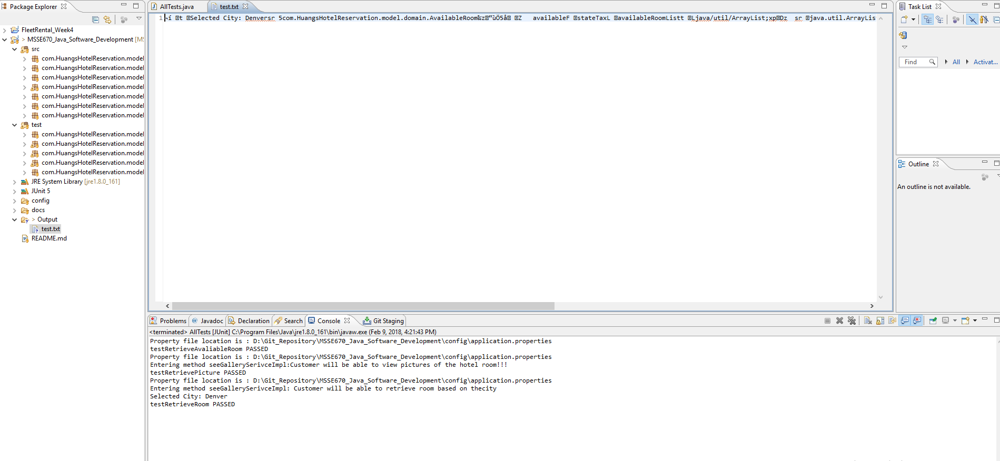 Package Explorer
FleetRental_Week4
> MSSE670_Java_Software_Development [MS
src
com.HuangsHotelReservation.model
com.HuangsHotelReservation.model
com.HuangsHotelReservation.model
com.HuangsHotelReservation.model
com.HuangsHotelReservation.model
com.HuangsHotelReservation.model
com.HuangsHotelReservation.model
test
com.HuangsHotelReservation.model
com.HuangsHotelReservation.model
com.HuangsHotelReservation.model
com.HuangsHotelReservation.model
com.HuangsHotelReservation.model
JRE System Library [jre1.8.0_161]
JUnit 5
config
docs
> Output
test.txt
README.md
AllTests.java test.txt
1 ¬í t Selected City: Denversr 5com.HuangsHotelReservation.model.domain.AvailableRoom‰z“ùÖ5å Z availableF stateTaxL availableRoomListt Ljava/util/ArrayList;xpDz sr java.util.ArrayLis
Task List
Find All Activat...
Outline
An outline is not available.
Problems Javadoc Declaration Search Console Git Staging
<terminated> AllTests [JUnit] C:\Program Files\Java\jre1.8.0_161\bin\javaw.exe (Feb 9, 2018, 4:21:43 PM)
Property file location is : D:\Git_Repository\MSSE670_Java_Software_Development\config\application.properties
testRetrieveAvaliableRoom PASSED
Property file location is : D:\Git_Repository\MSSE670_Java_Software_Development\config\application.properties
Entering method seeGallerySerivceImpl:Customer will be able to view pictures of the hotel room!!!
testRetrievePicture PASSED
Property file location is : D:\Git_Repository\MSSE670_Java_Software_Development\config\application.properties
Entering method seeGallerySerivceImpl: Customer will be able to retrieve room based on thecity
Selected City: Denver
testRetrieveRoom PASSED